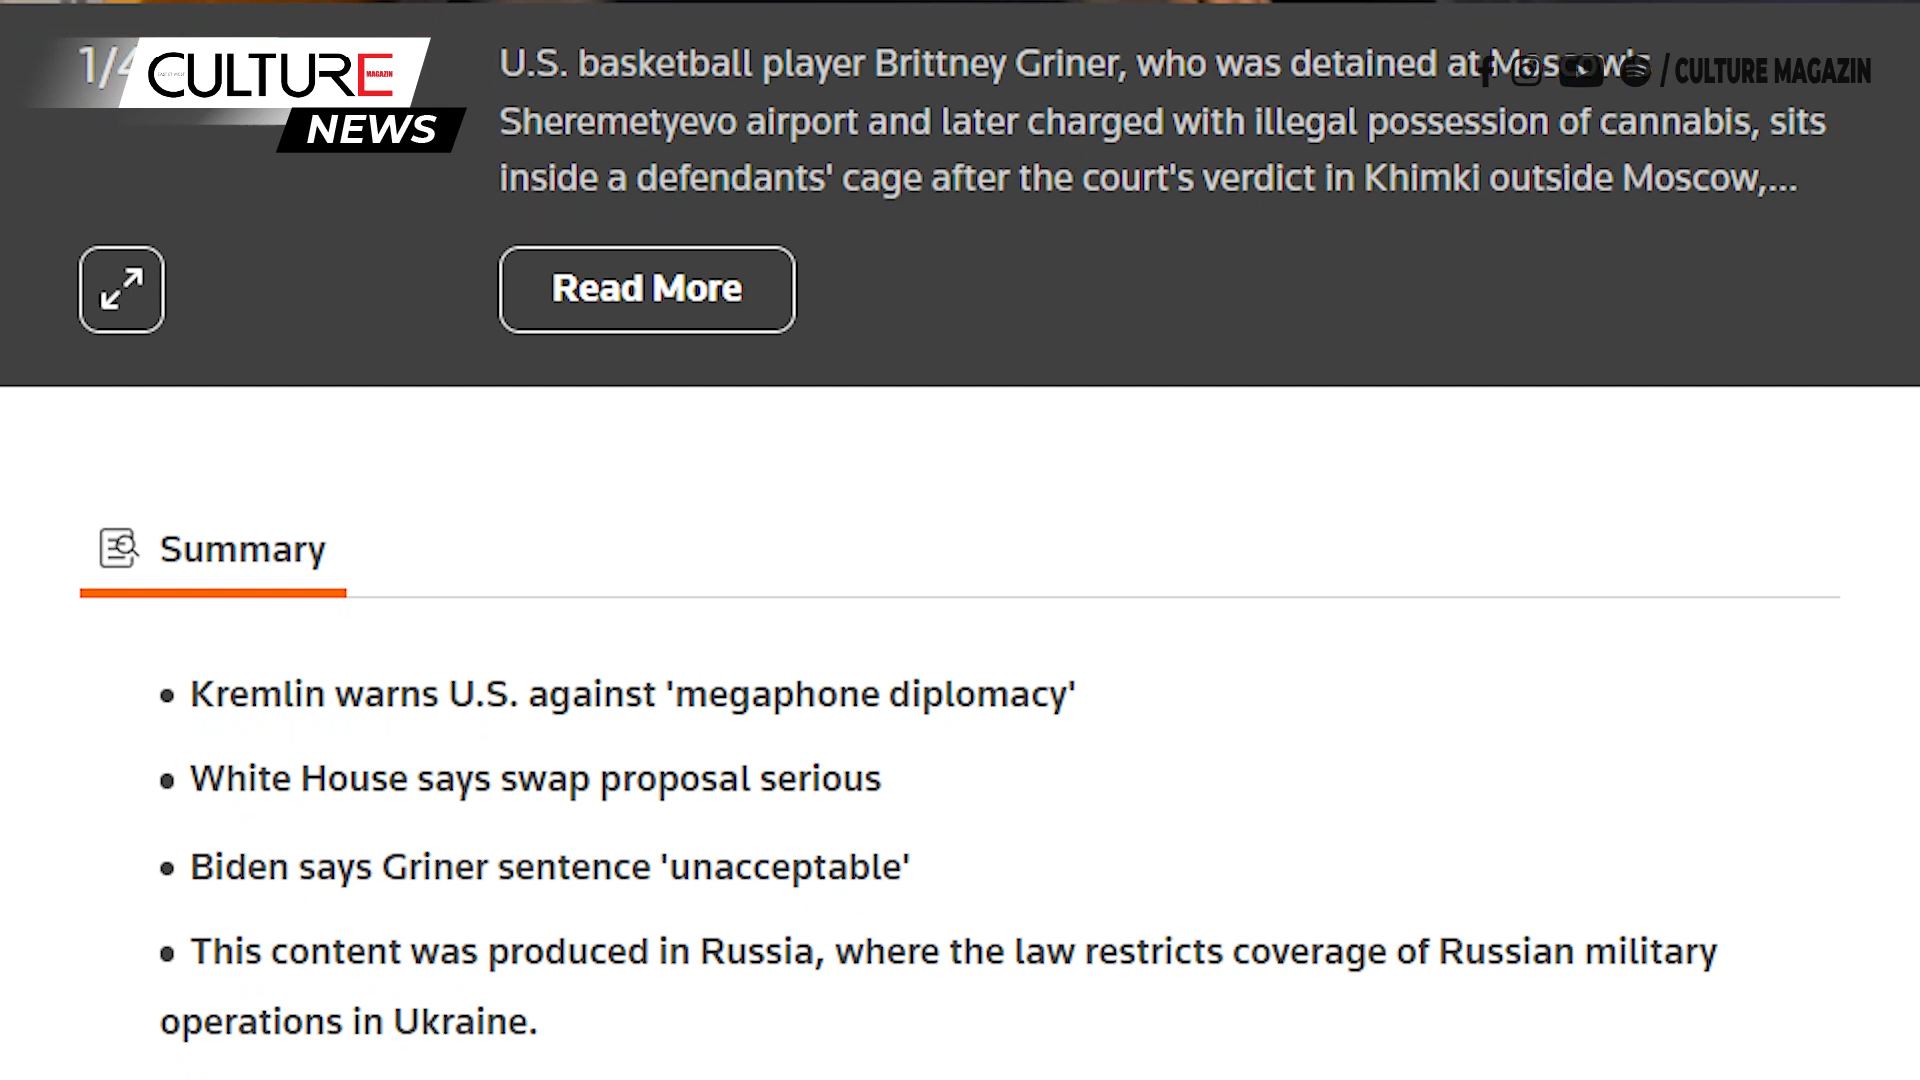 1/4
CULTURE
MAGAZIN
NEWS
U.S. basketball player Brittney Griner, who was detained at Moscow's
/ CULTURE MAGAZIN
Sheremetyevo airport and later charged with illegal possession of cannabis, sits
inside a defendants' cage after the court's verdict in Khimki outside Moscow,...
Read More
Summary
• Kremlin warns U.S. against 'megaphone diplomacy'
• White House says swap proposal serious
• Biden says Griner sentence 'unacceptable'
• This content was produced in Russia, where the law restricts coverage of Russian military
operations in Ukraine.